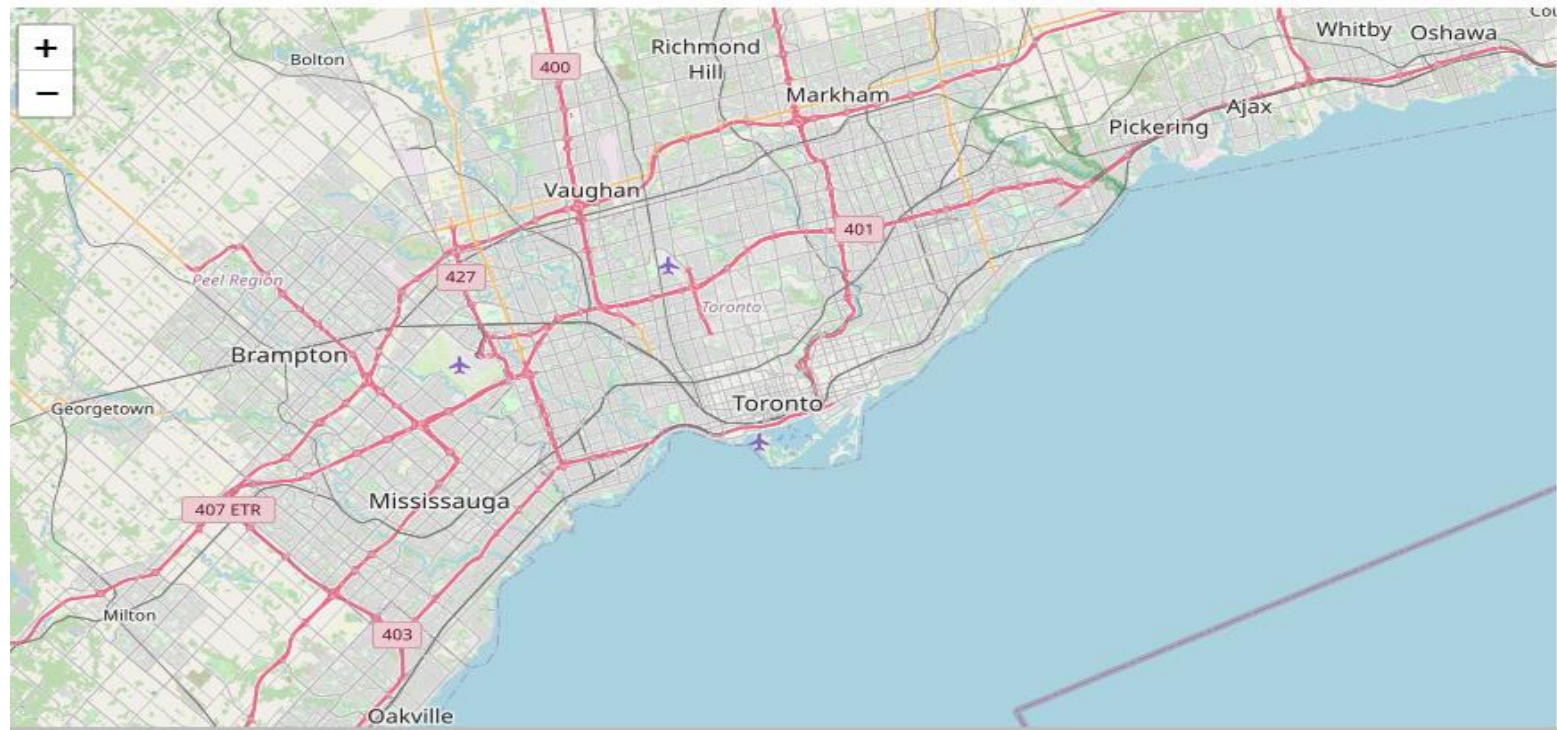 +
−
Bolton
400
Richmond
Hill
Whitby
Oshawa
Markham
Ajax
Pickering
Vaughan
401
427
Peel Region
Toronto
Brampton
Georgetown
Toronto
Mississauga
407 ETR
Milton
403
Oakville